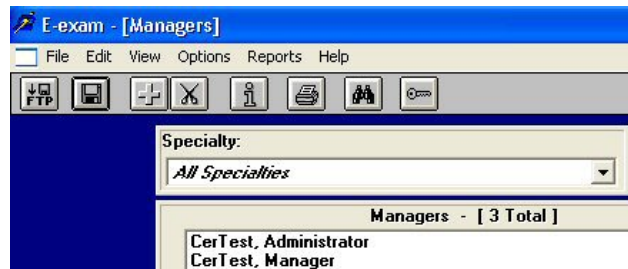 E-exam - [Managers]
File Edit View Options Reports Help
FTP
Specialty:
All Specialties
Managers - [ 3 Total ]
CerTest, Administrator
CerTest, Manager